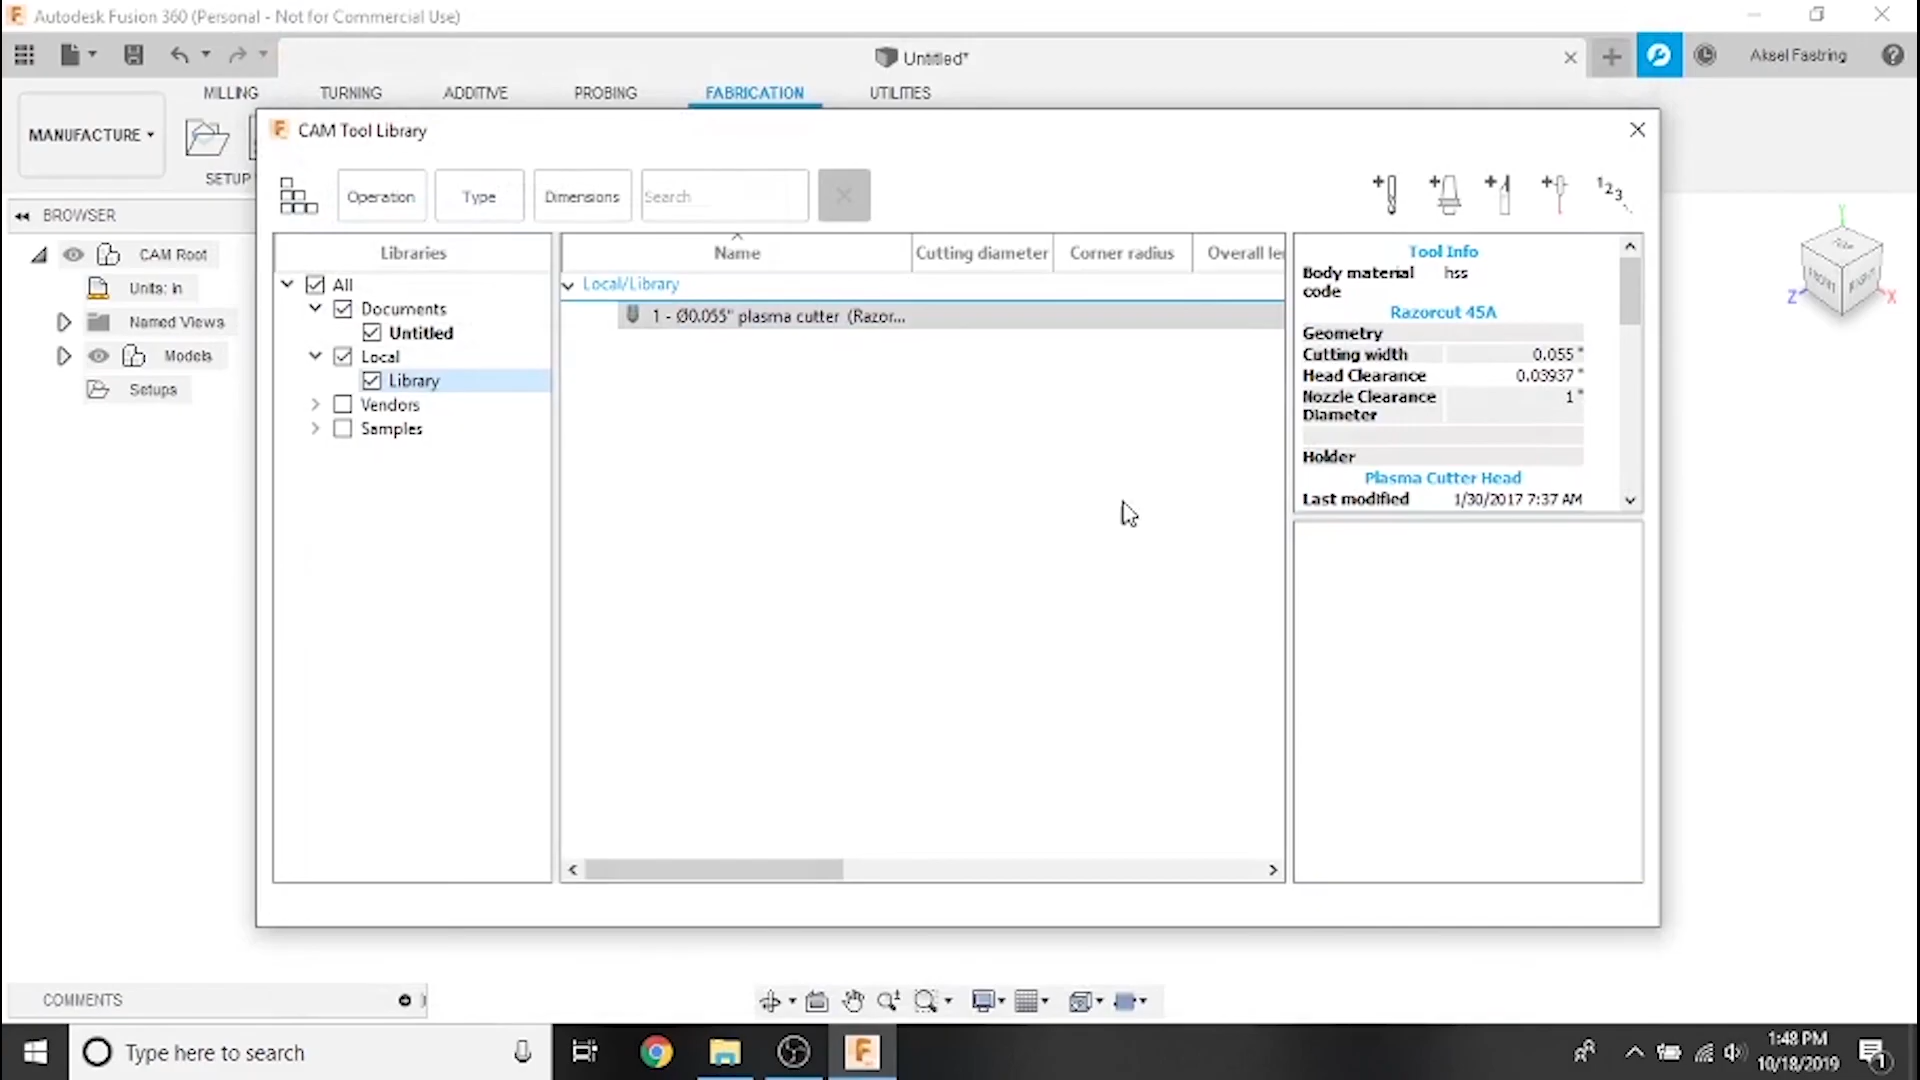 Autodesk Fusion 360 (Personal - Not for Commercial Use)
Untitled*
Aksel Fastring
MILLING
TURNING
ADDITIVE
PROBING
FABRICATION
UTILITIES
MANUFACTURE
SETUP
CAM Tool Library
Operation
Type
Dimensions
Search
BROWSER
CAM Root
Units: in
Named Views
Models
Setups
Libraries
All
Documents
Untitled
Local
Library
Vendors
Samples
Name
Cutting diameter
Corner radius
Overall le
Local/Library
1 - Ø0.055" plasma cutter (Razor...
Tool Info
Body material code hss
Razorcut 45A
Geometry
Cutting width 0.055 "
Head Clearance 0.03937 "
Nozzle Clearance Diameter 1 "
Holder
Plasma Cutter Head
Last modified 1/30/2017 7:37 AM
FRONT
RIGHT
Y
Z
X
COMMENTS
Type here to search
1:48 PM
10/18/2019
1